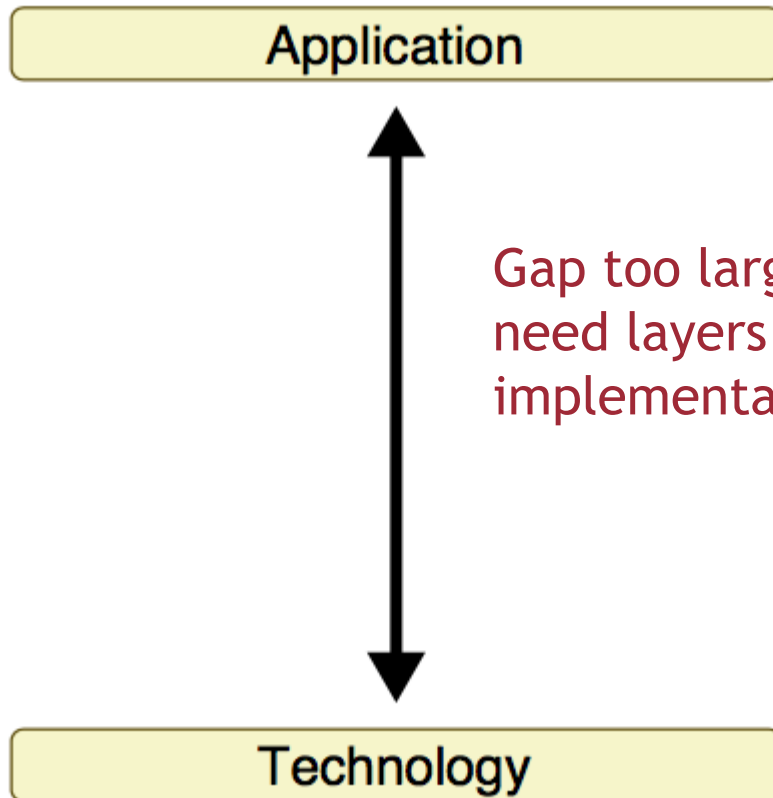 Application
Gap too larg
need layers
implementa
Technology